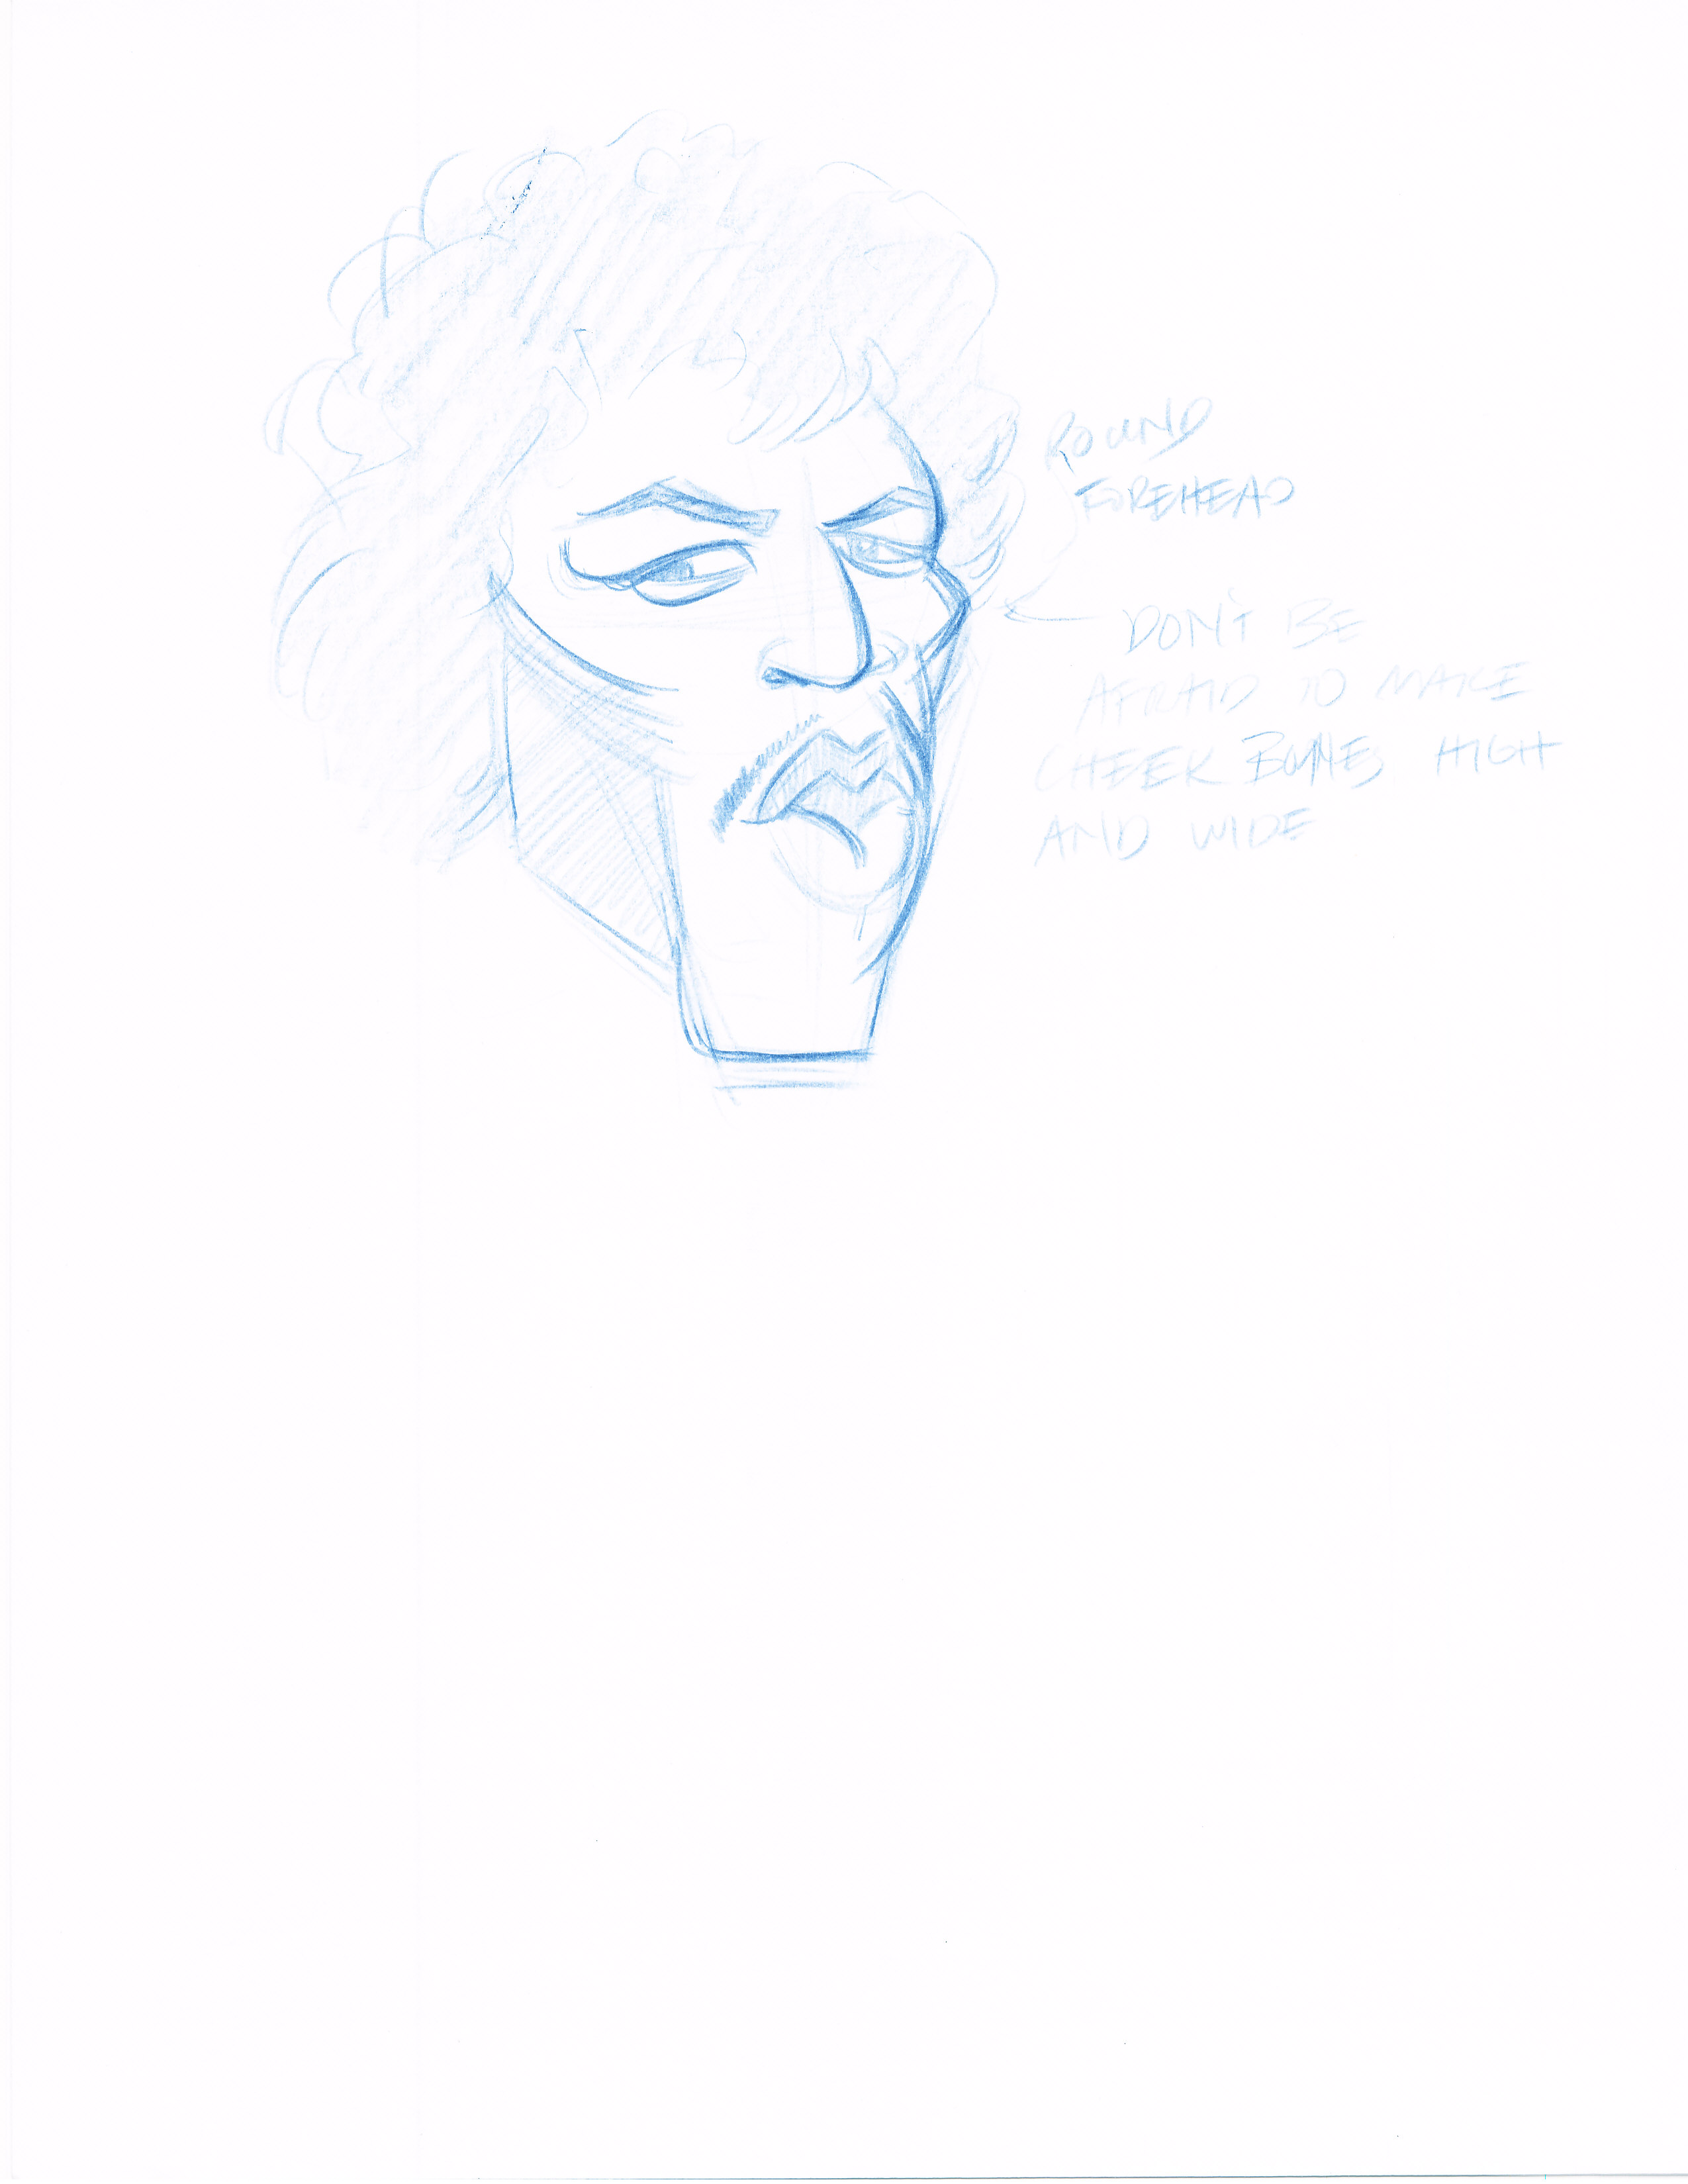 ROUND
FOREHEAD
DON'T BE
AFRAID TO MAKE
CHEEK BONES HIGH
AND WIDE